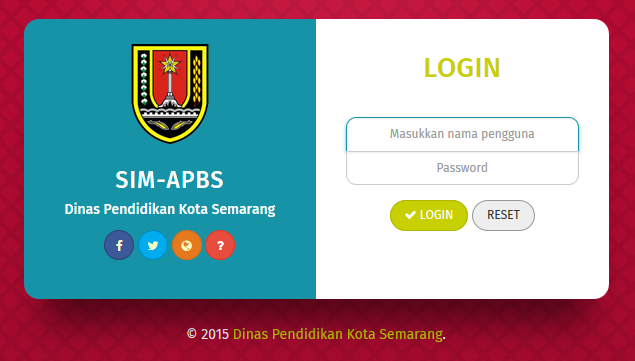 SIM-APBS
Dinas Pendidikan Kota Semarang
f
?
LOGIN
Masukkan nama pengguna
Password
LOGIN
RESET
© 2015 Dinas Pendidikan Kota Semarang.